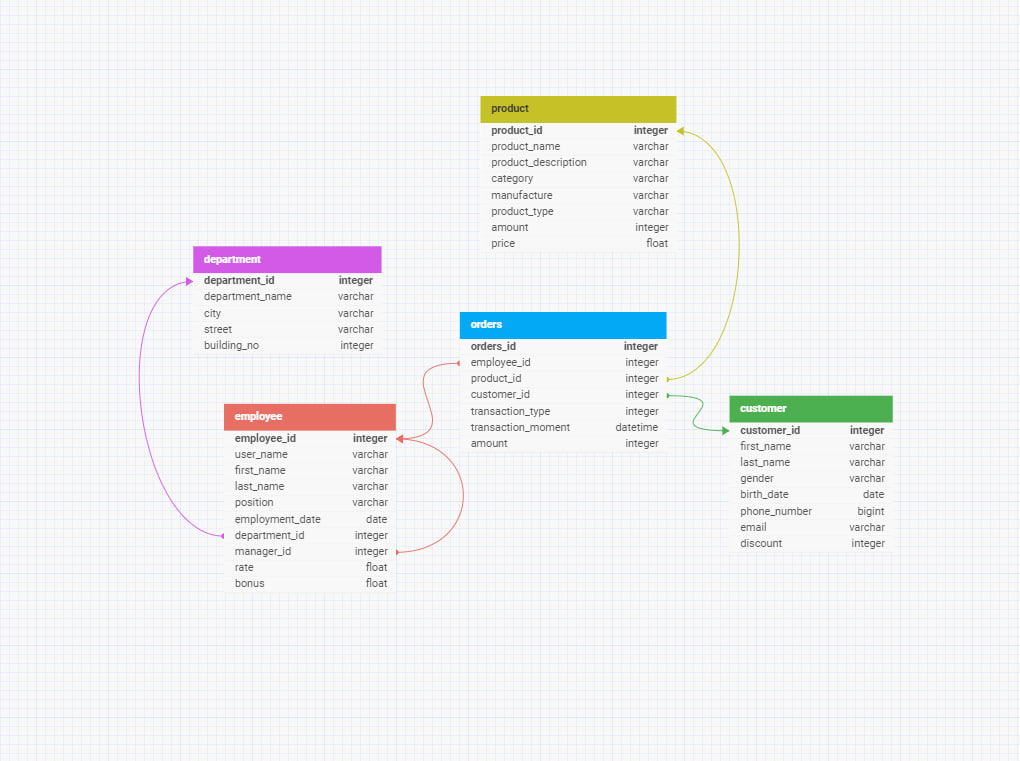 product
product_id integer
product_name varchar
product_description varchar
category varchar
manufacture varchar
product_type varchar
amount integer
price float
department
department_id integer
department_name varchar
city varchar
street varchar
building_no integer
orders
orders_id integer
employee_id integer
product_id integer
customer_id integer
transaction_type integer
transaction_moment datetime
amount integer
employee
employee_id integer
user_name varchar
first_name varchar
last_name varchar
position varchar
employment_date date
department_id integer
manager_id integer
rate float
bonus float
customer
customer_id integer
first_name varchar
last_name varchar
gender varchar
birth_date date
phone_number bigint
email varchar
discount integer